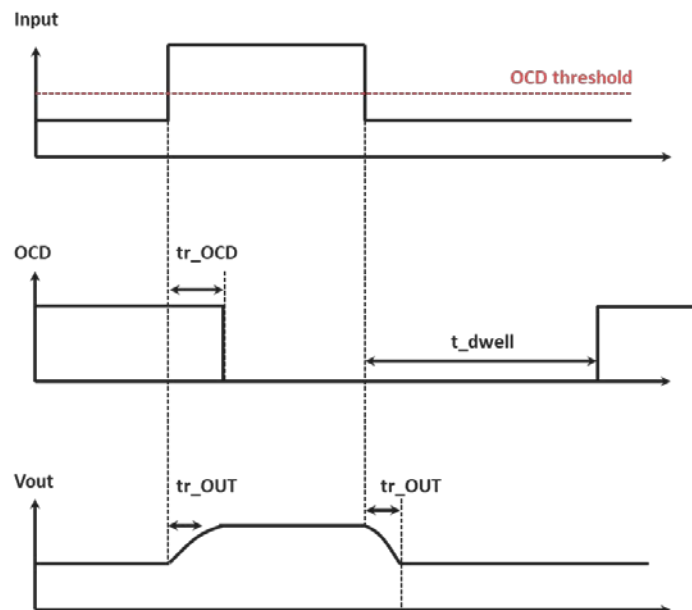 Input
OCD threshold
OCD
tr_OCD
t_dwell
Vout
tr_OUT
tr_OUT